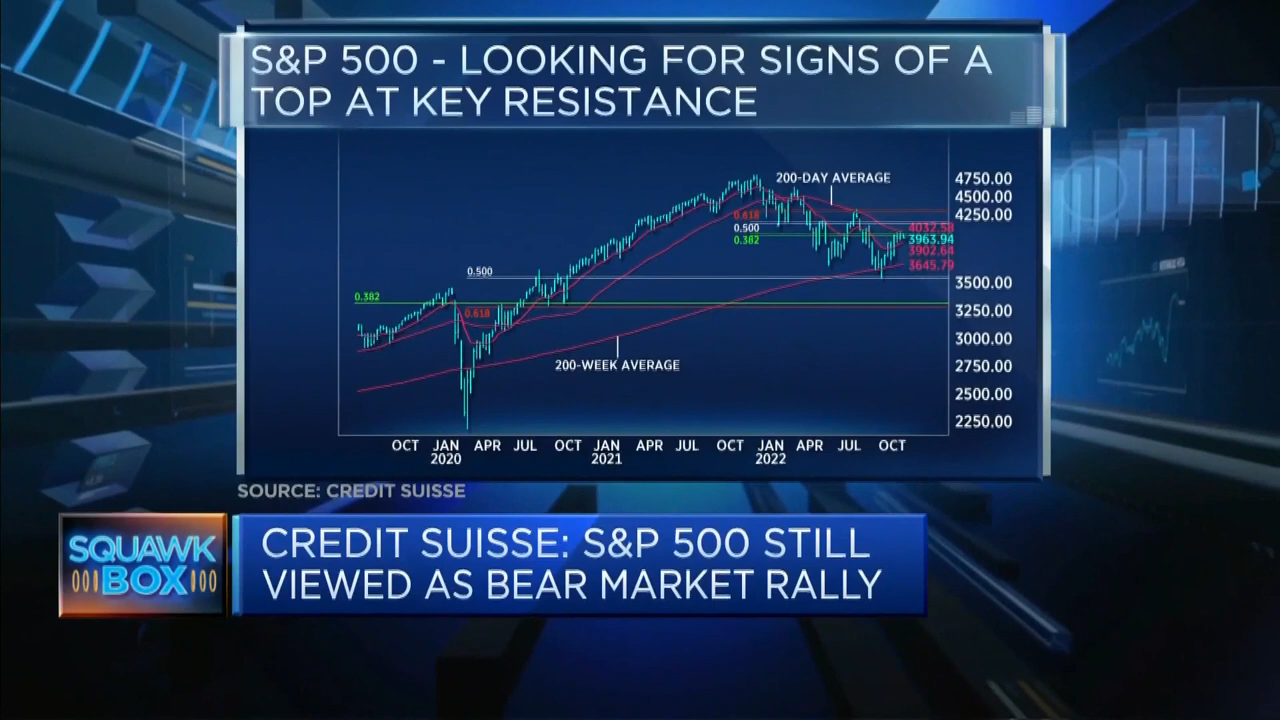 S&P 500 - LOOKING FOR SIGNS OF A
TOP AT KEY RESISTANCE
200-DAY AVERAGE
4750.00
4500.00
4250.00
0.618
0.500
0.382
4032.58
3963.94
3902.64
3645.79
0.500
3500.00
0.382
0.618
3250.00
3000.00
200-WEEK AVERAGE
2750.00
2500.00
2250.00
OCT JAN APR JUL OCT JAN APR JUL OCT JAN APR JUL OCT
2020 2021 2022
SOURCE: CREDIT SUISSE
SQUAWK
BOX
CREDIT SUISSE: S&P 500 STILL
VIEWED AS BEAR MARKET RALLY